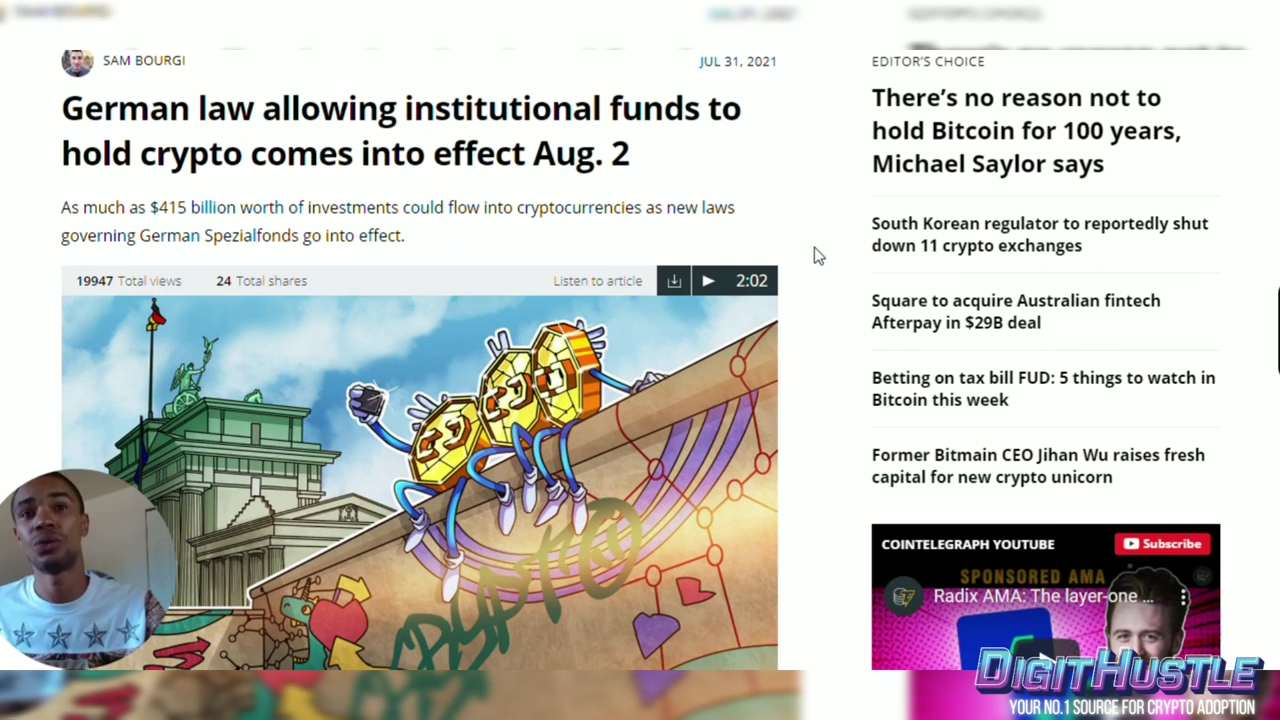 SAM BOURGI
JUL 31, 2021
German law allowing institutional funds to
hold crypto comes into effect Aug. 2
As much as $415 billion worth of investments could flow into cryptocurrencies as new laws
governing German Spezialfonds go into effect.
19947 Total views
24 Total shares
Listen to article
2:02
CRYPTO
EDITOR'S CHOICE
There's no reason not to
hold Bitcoin for 100 years,
Michael Saylor says
South Korean regulator to reportedly shut
down 11 crypto exchanges
Square to acquire Australian fintech
Afterpay in $29B deal
Betting on tax bill FUD: 5 things to watch in
Bitcoin this week
Former Bitmain CEO Jihan Wu raises fresh
capital for new crypto unicorn
COINTELEGRAPH YOUTUBE
Subscribe
SPONSORED AMA
Radix AMA: The layer-one ...
DIGITHUSTLE
YOUR NO.1 SOURCE FOR CRYPTO ADOPTION